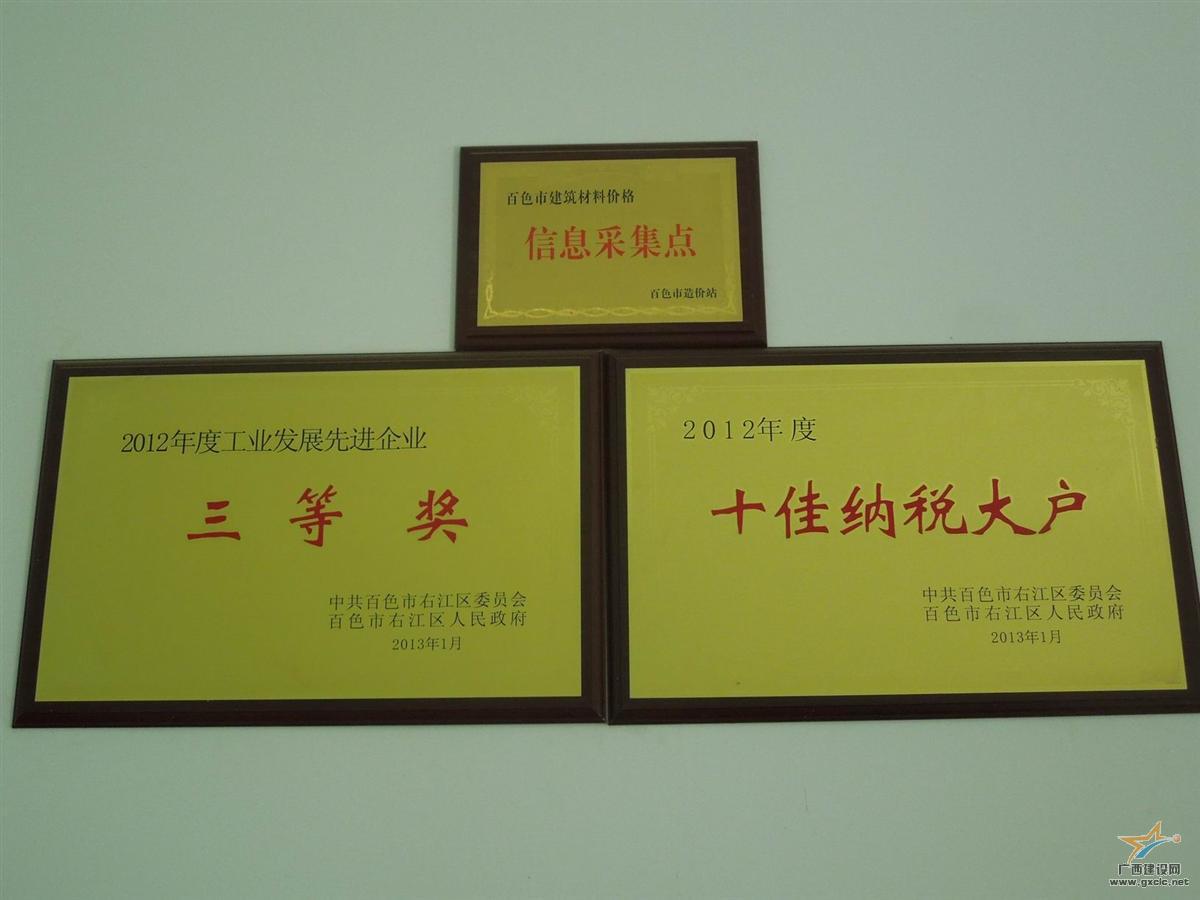 百色市建筑材料价格
信息采集点
百色市造价站
2012年度工业发展先进企业
三等奖
中共百色市右江区委员会
百色市右江区人民政府
2013年1月
2012年度
十佳纳税大户
中共百色市右江区委员会
百色市右江区人民政府
2013年1月
广西建设网
www.gxcic.net